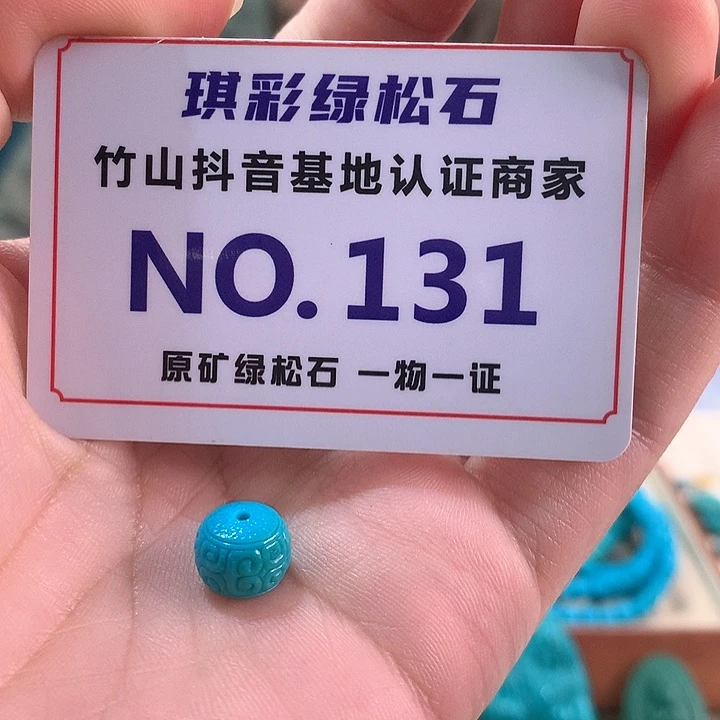 琪彩绿松石
竹山抖音基地认证商家
NO.131
原矿绿松石 一物一证